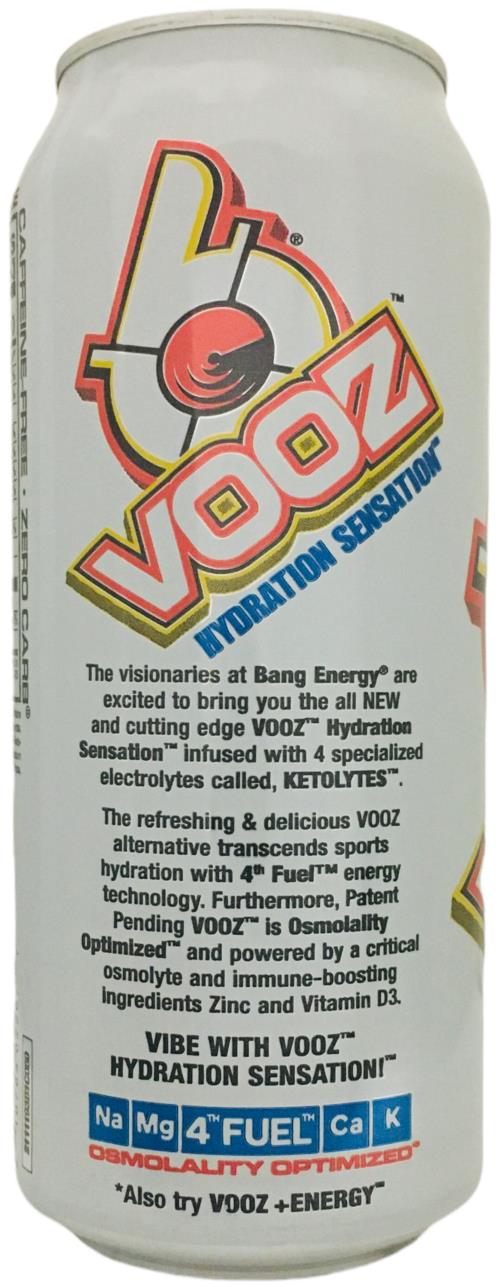 ®
™
VOOZ
HYDRATION SENSATION™
The visionaries at Bang Energy® are
excited to bring you the all NEW
and cutting edge VOOZ™ Hydration
Sensation™ infused with 4 specialized
electrolytes called, KETOLYTES™.
The refreshing & delicious VOOZ
alternative transcends sports
hydration with 4th Fuel™ energy
technology. Furthermore, Patent
Pending VOOZ™ is Osmolality
Optimized™ and powered by a critical
osmolyte and immune-boosting
ingredients Zinc and Vitamin D3.
VIBE WITH VOOZ™
HYDRATION SENSATION!™
Na Mg 4™ FUEL™ Ca K
OSMOLALITY OPTIMIZED®
*Also try VOOZ +ENERGY™
CAFFEINE FREE • ZERO CARB®